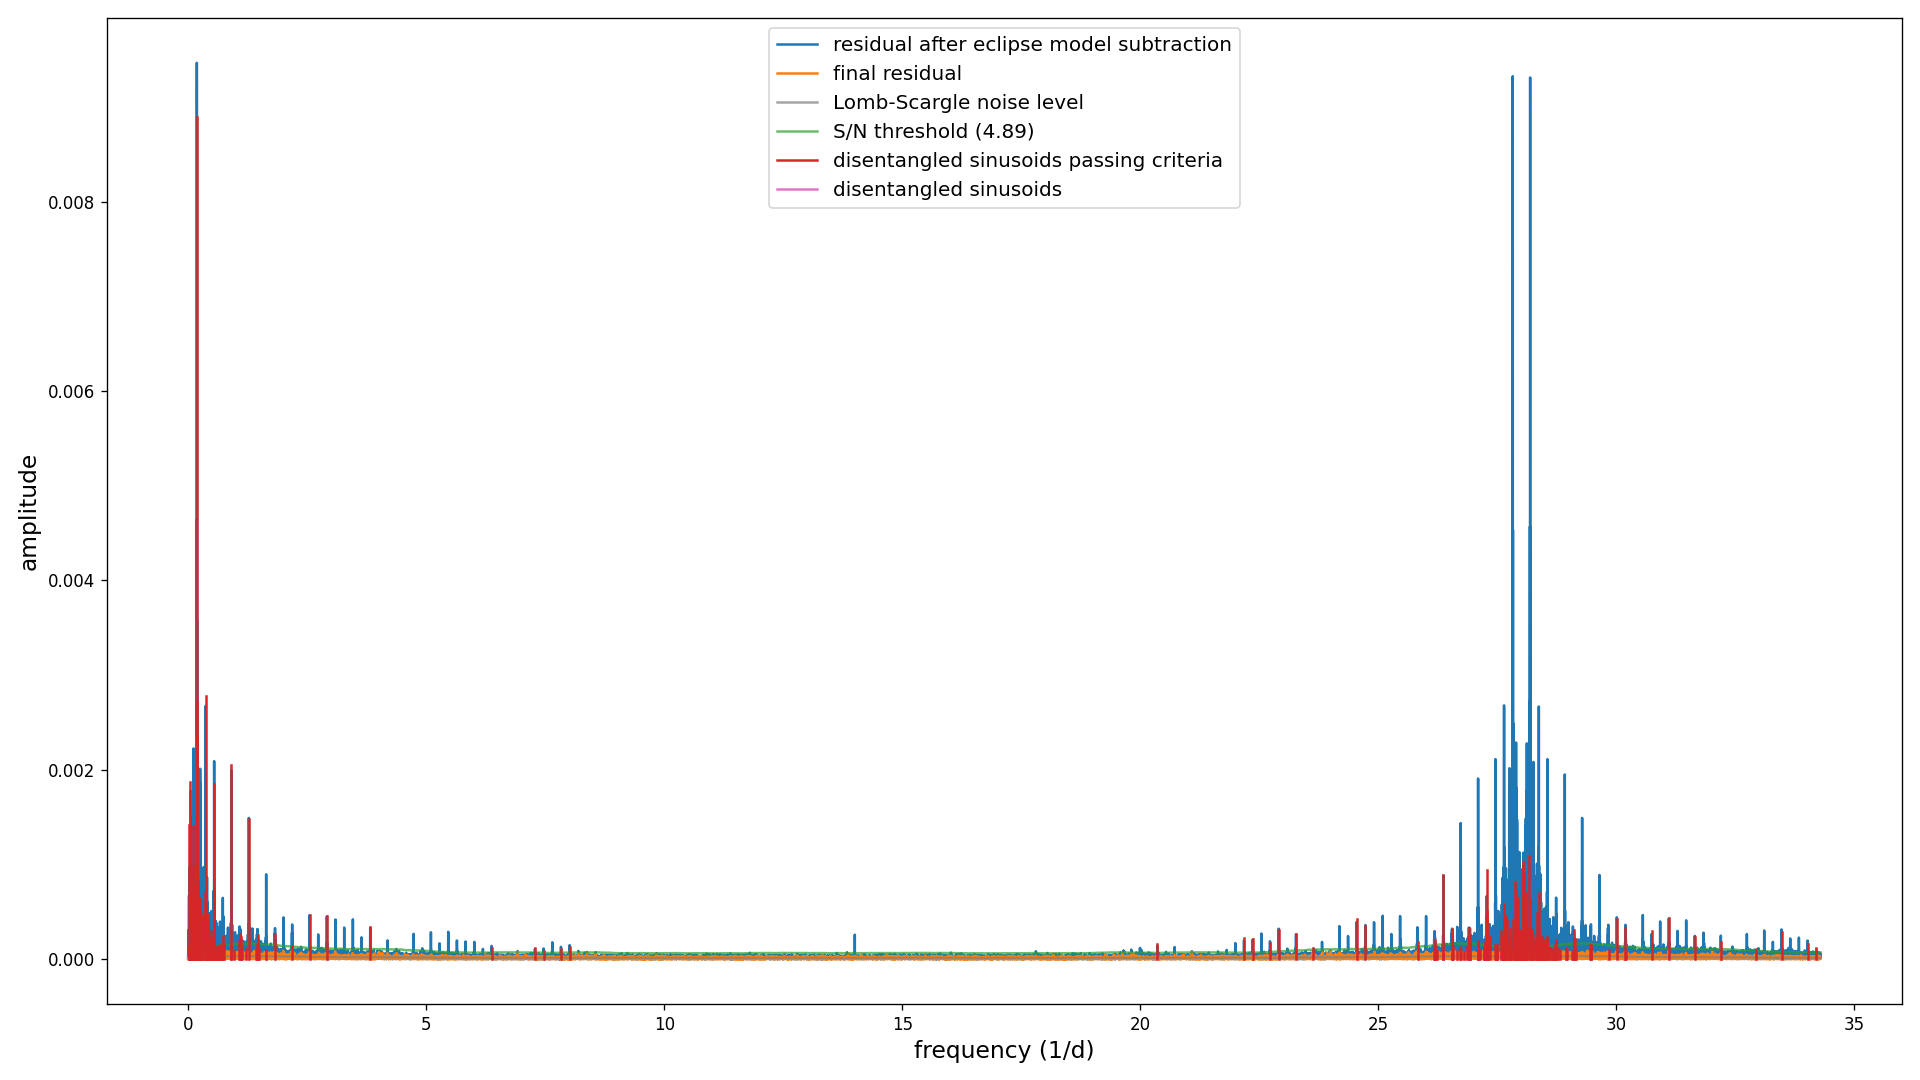 residual after eclipse model subtraction
final residual
Lomb-Scargle noise level
S/N threshold (4.89)
disentangled sinusoids passing criteria
disentangled sinusoids
amplitude
0.008
0.006
0.004
0.002
0.000
0 5 10 15 20 25 30 35
frequency (1/d)